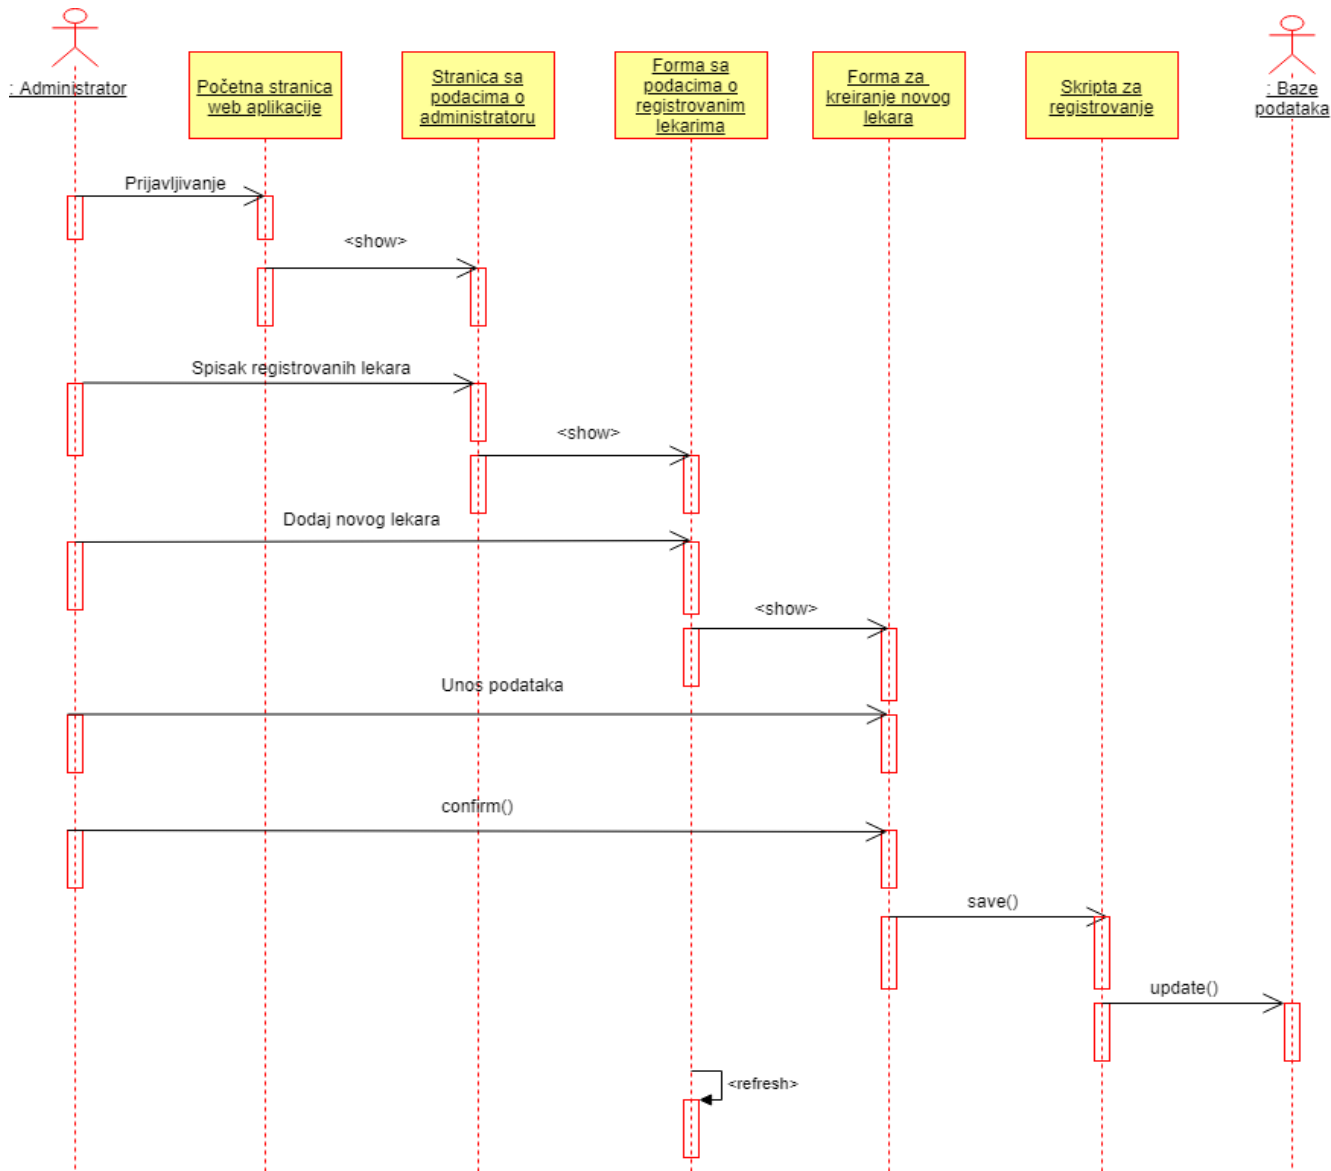 : Administrator
Početna stranica
web aplikacije
Stranica sa
podacima o
administratoru
Forma sa
podacima o
registrovanim
lekarima
Forma za
kreiranje novog
lekara
Skripta za
registrovanje
: Baze
podataka
Prijavljivanje
<show>
Spisak registrovanih lekara
<show>
Dodaj novog lekara
<show>
Unos podataka
confirm()
save()
update()
<refresh>